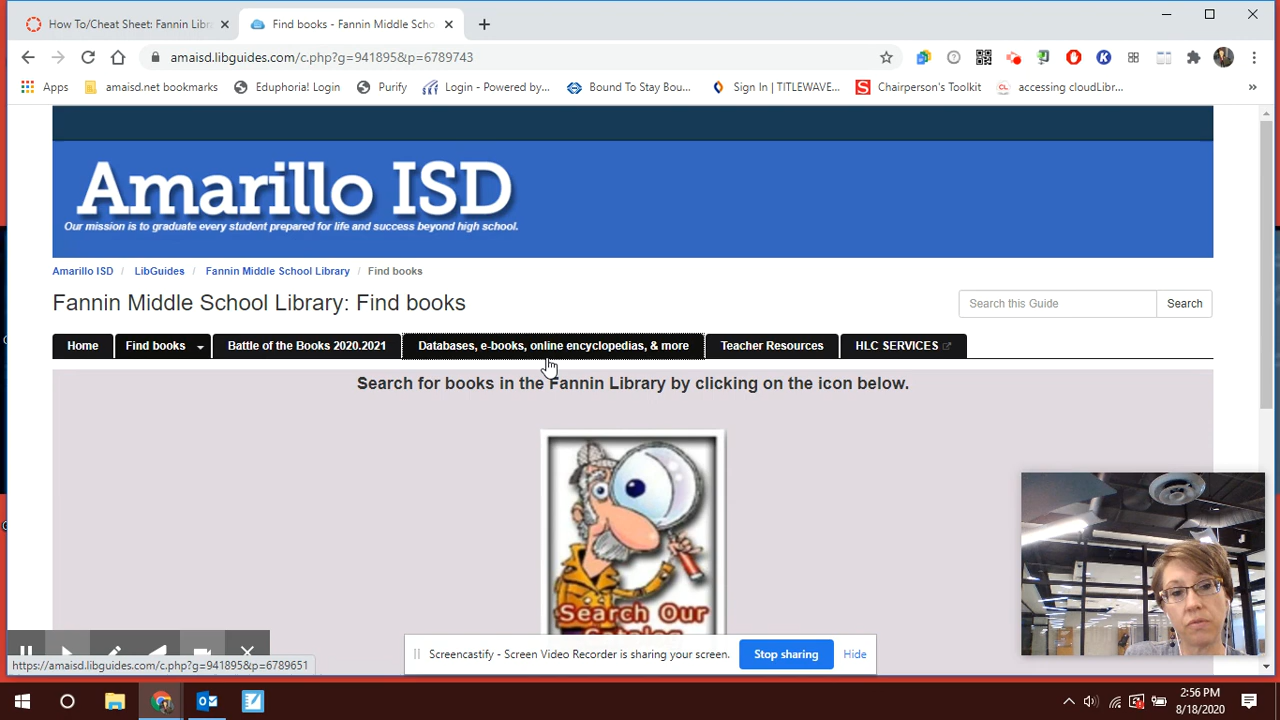 How To/Cheat Sheet: Fannin Libr
Find books - Fannin Middle Scho
amaisd.libguides.com/c.php?g=941895&p=6789743
Apps
amaisd.netbookmarks
Eduphoria! Login
Purify
Login - Powered by...
Bound To Stay Bou...
Sign In | TITLEWAVE...
Chairperson's Toolkit
accessing cloudLibr...
Amarillo ISD
Our mission is to graduate every student prepared for life and success beyond high school.
Amarillo ISD / LibGuides / Fannin Middle School Library / Find books
Fannin Middle School Library: Find books
Search this Guide
Search
Home
Find books
Battle of the Books 2020.2021
Databases, e-books, online encyclopedias, & more
Teacher Resources
HLC SERVICES
Search for books in the Fannin Library by clicking on the icon below.
Search Our
Catalog
Screencastify - Screen Video Recorder is sharing your screen.
Stop sharing
Hide
https://amaisd.libguides.com/c.php?g=941895&p=6789651
2:56 PM
8/18/2020